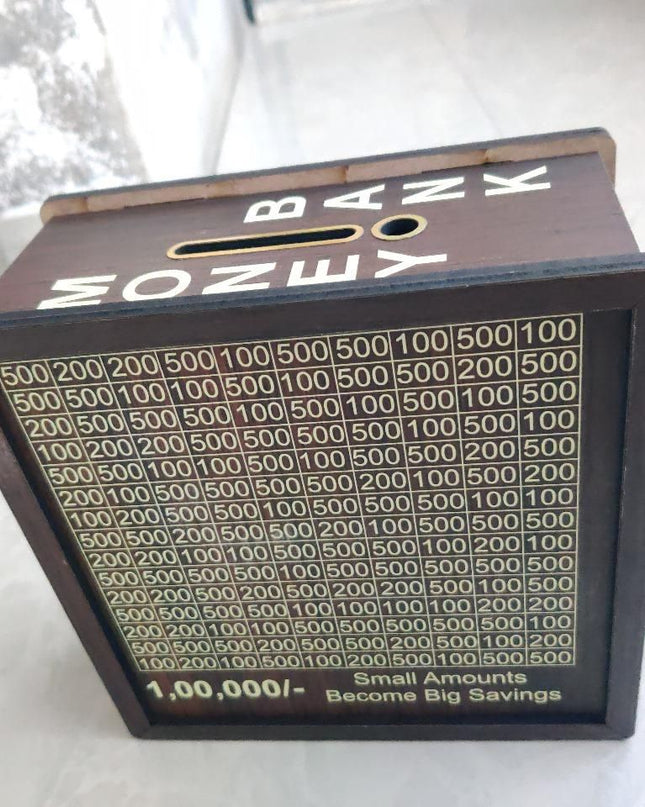 MONEY
BANK
500 200 200 500 100 500 500 100 500 100
500 500 100 100 500 100 500 500 200 500
200 500 500 500 100 500 100 500 100 500
100 200 200 500 500 500 500 100 500 100
500 500 100 100 500 100 500 500 500 500
200 100 500 500 500 500 200 500 500 200
100 200 500 500 100 500 500 500 100 100
500 500 200 500 500 200 100 500 500 500
200 200 100 100 500 500 500 100 200 100
500 500 500 500 100 500 500 500 500 500
200 200 500 200 500 200 200 500 100 500
500 500 500 500 100 100 100 100 200 200
200 200 100 100 500 500 500 500 100 100
500 500 500 200 500 500 200 500 100 200
100 200 100 500 100 200 500 100 500 500
1,00,000/-
Small Amounts
Become Big Savings